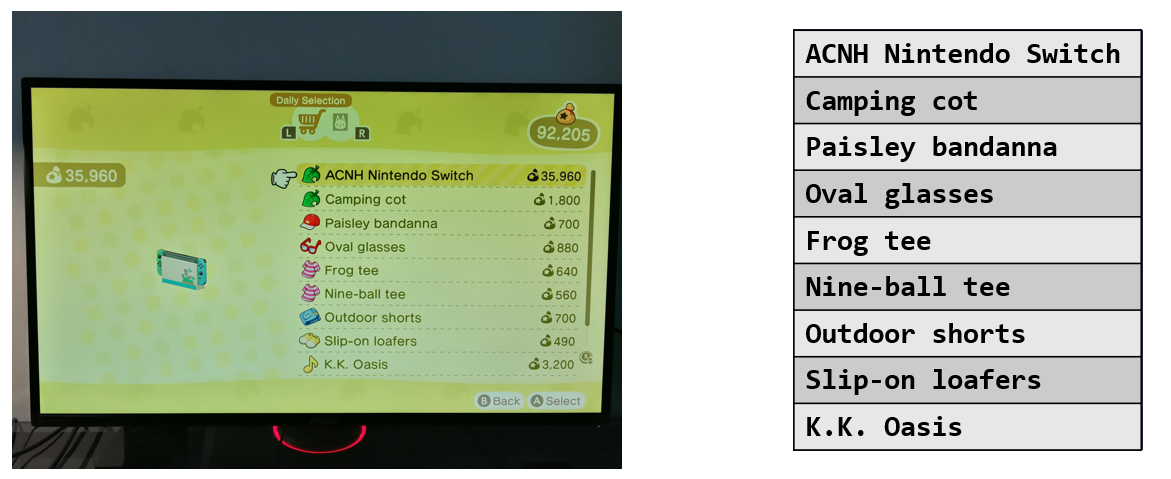 Daily Selection
L R
92,205
35,960
ACNH Nintendo Switch 35,960
Camping cot 1,800
Paisley bandanna 700
Oval glasses 880
Frog tee 640
Nine-ball tee 560
Outdoor shorts 700
Slip-on loafers 490
K.K. Oasis 3,200
B Back A Select
ACNH Nintendo Switch
Camping cot
Paisley bandanna
Oval glasses
Frog tee
Nine-ball tee
Outdoor shorts
Slip-on loafers
K.K. Oasis